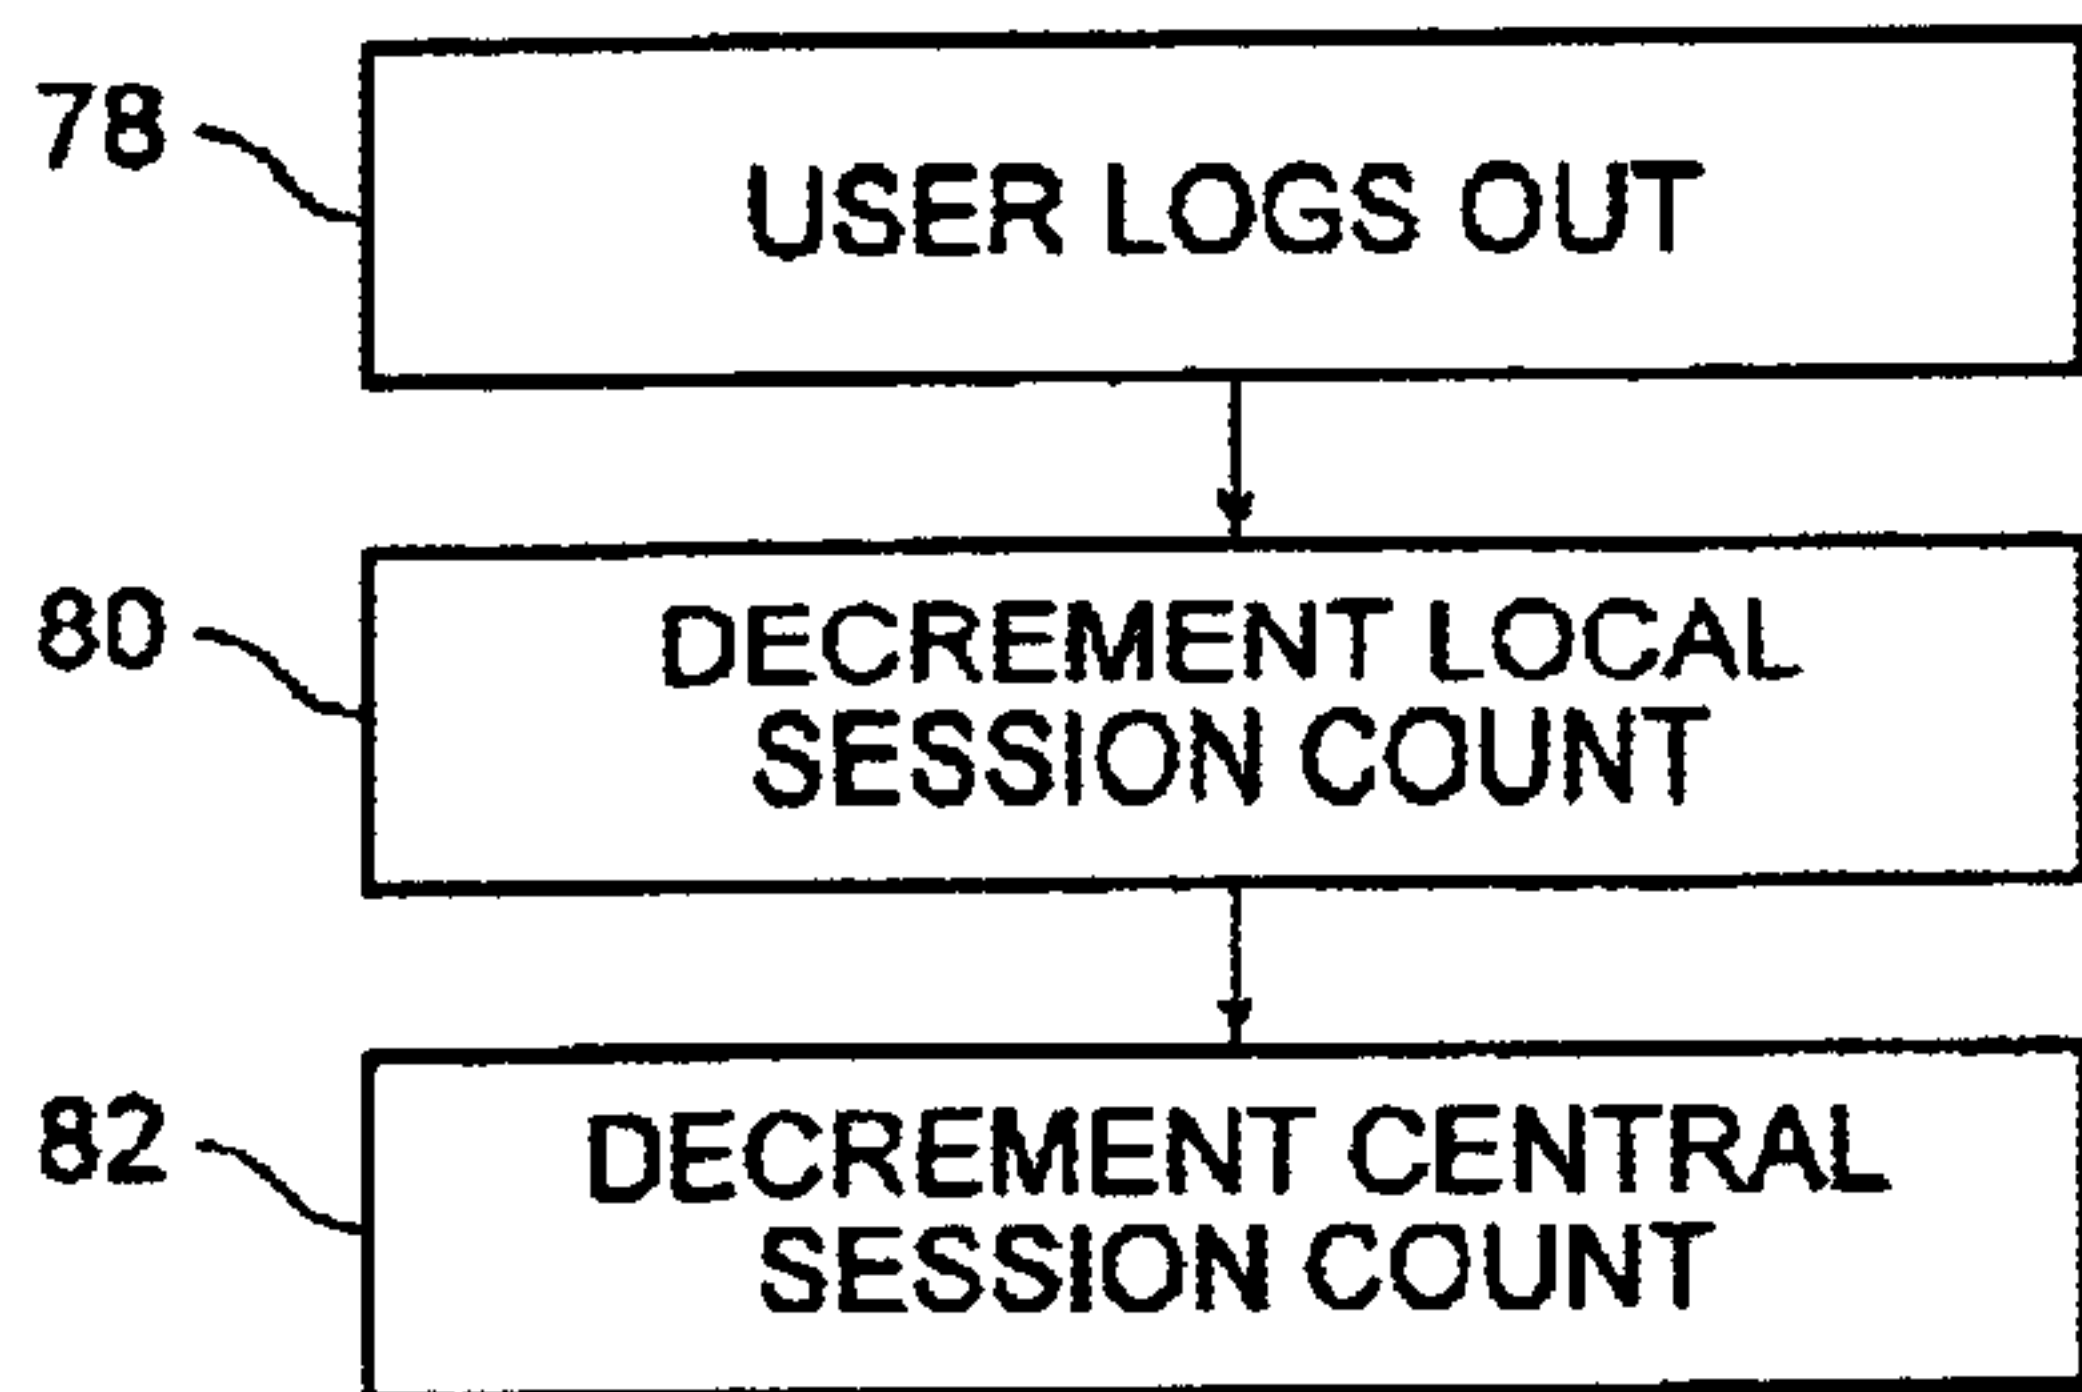 78
USER LOGS OUT
80
DECREMENT LOCAL
SESSION COUNT
82
DECREMENT CENTRAL
SESSION COUNT